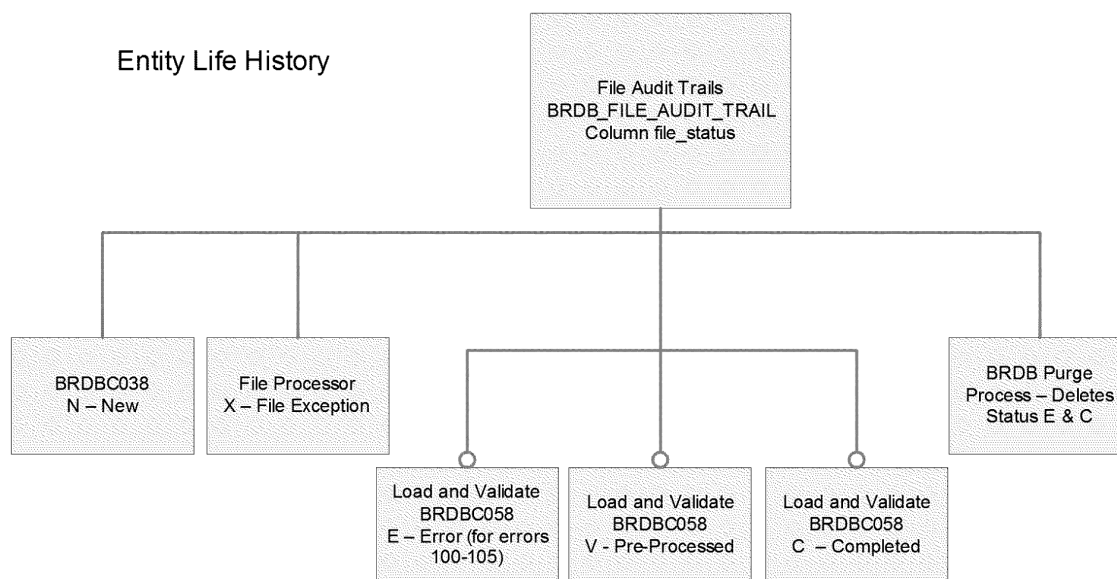 Entity Life History
File Audit Trails
BRDB_FILE_AUDIT_TRAIL
Column file_status
BRDBC038
N – New
File Processor
X – File Exception
BRDB Purge
Process – Deletes
Status E & C
Load and Validate
BRDBC058
E – Error (for errors
100-105)
Load and Validate
BRDBC058
V - Pre-Processed
Load and Validate
BRDBC058
C – Completed